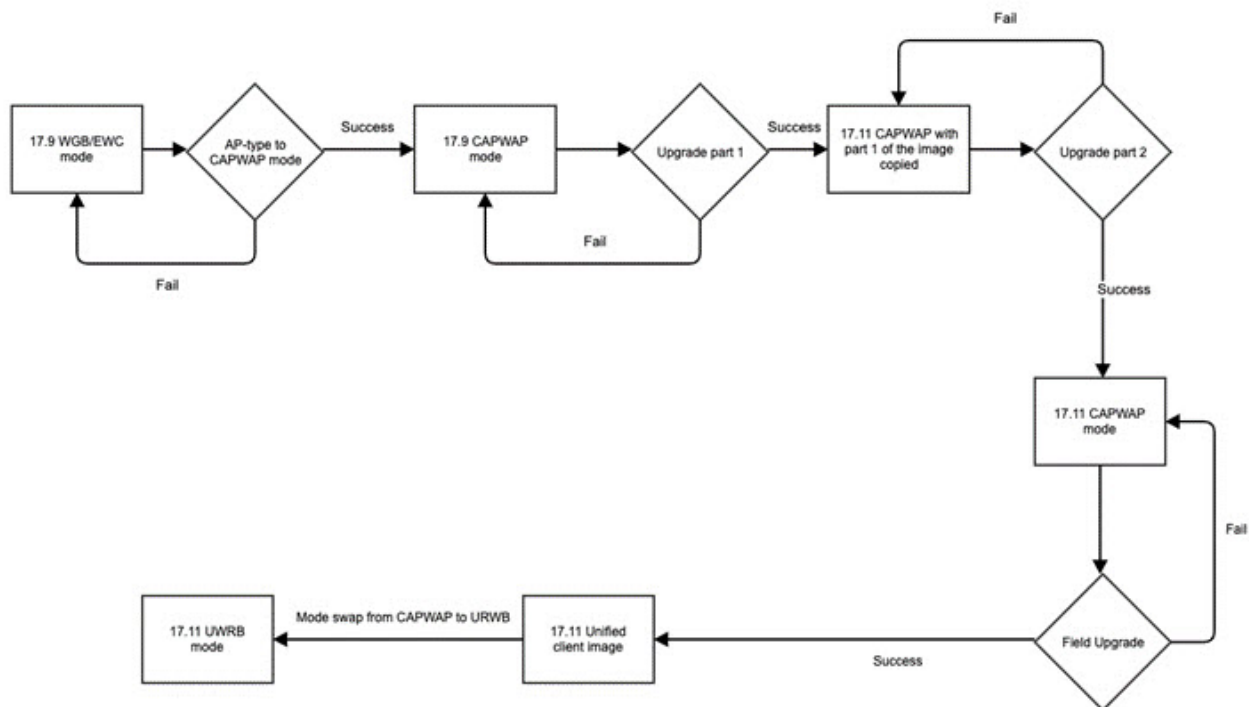 Fail
17.9 WGB/EWC
mode
AP-type to
CAPWAP mode
Success
17.9 CAPWAP
mode
Upgrade part 1
Success
17.11 CAPWAP with
part 1 of the image
copied
Upgrade part 2
Fail
Fail
Success
17.11 CAPWAP
mode
Fail
Field Upgrade
Success
17.11 Unified
client image
Mode swap from CAPWAP to URWB
17.11 UWRB
mode